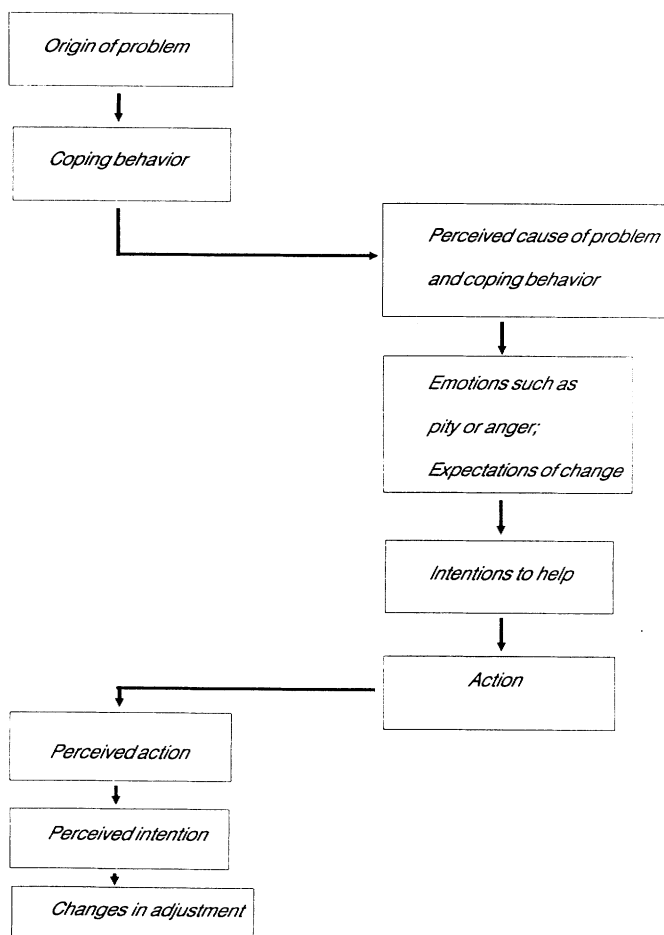 Origin of problem
Coping behavior
Perceived cause of problem
and coping behavior
Emotions such as
pity or anger;
Expectations of change
Intentions to help
Action
Perceived action
Perceived intention
Changes in adjustment